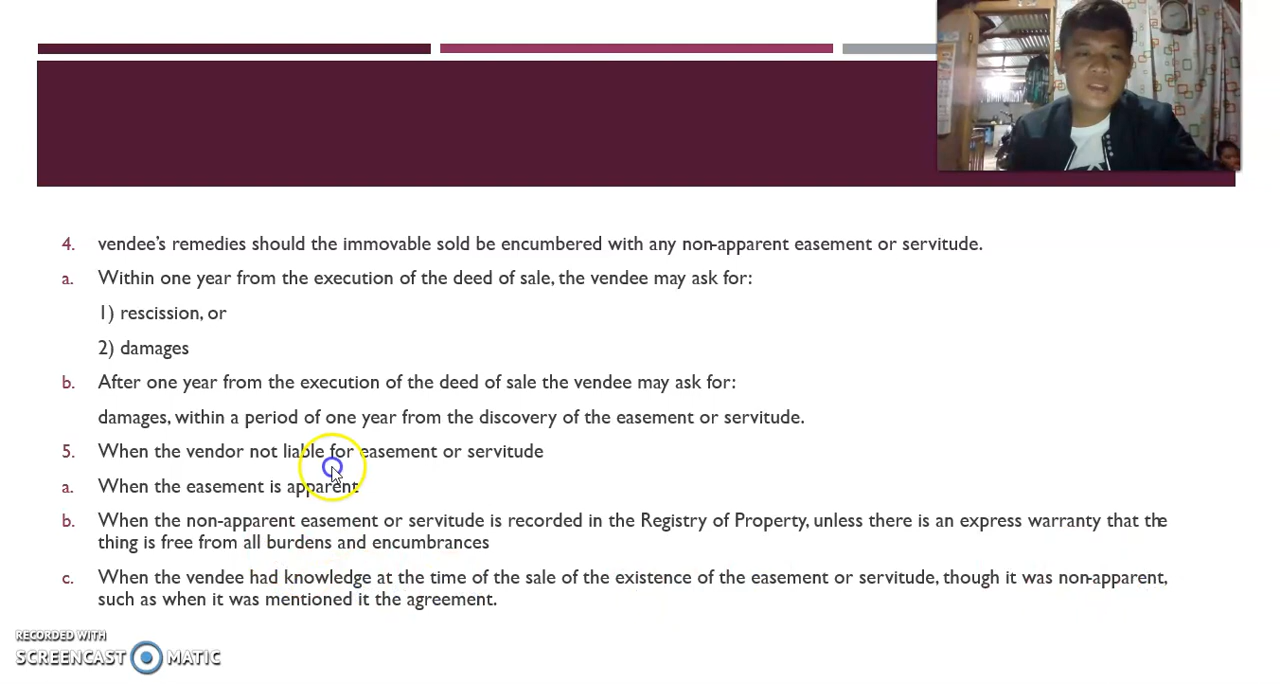 4. vendee's remedies should the immovable sold be encumbered with any non-apparent easement or servitude.
a. Within one year from the execution of the deed of sale, the vendee may ask for:
1) rescission, or
2) damages
b. After one year from the execution of the deed of sale the vendee may ask for:
damages, within a period of one year from the discovery of the easement or servitude.
5. When the vendor not liable for easement or servitude
a. When the easement is apparent
b. When the non-apparent easement or servitude is recorded in the Registry of Property, unless there is an express warranty that the
thing is free from all burdens and encumbrances
c. When the vendee had knowledge at the time of the sale of the existence of the easement or servitude, though it was non-apparent,
such as when it was mentioned it the agreement.
RECORDED WITH
SCREENCAST MATIC